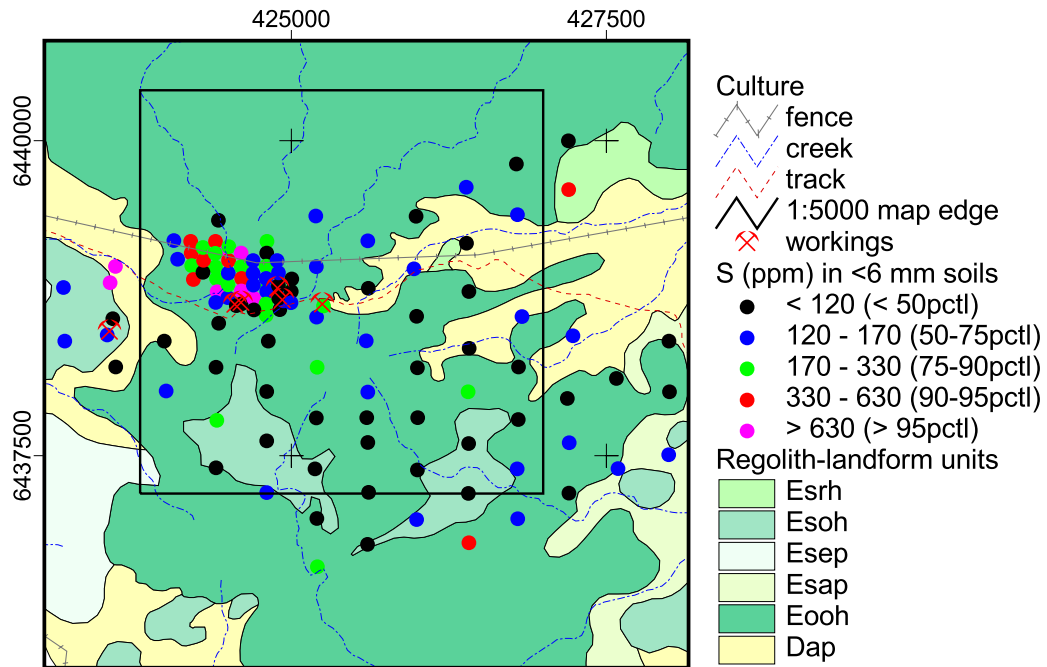 425000
427500
6440000
6437500
Culture
fence
creek
track
1:5000 map edge
workings
S (ppm) in <6 mm soils
< 120 (< 50pctl)
120 - 170 (50-75pctl)
170 - 330 (75-90pctl)
330 - 630 (90-95pctl)
> 630 (> 95pctl)
Regolith-landform units
Esrh
Esoh
Esep
Esap
Eooh
Dap